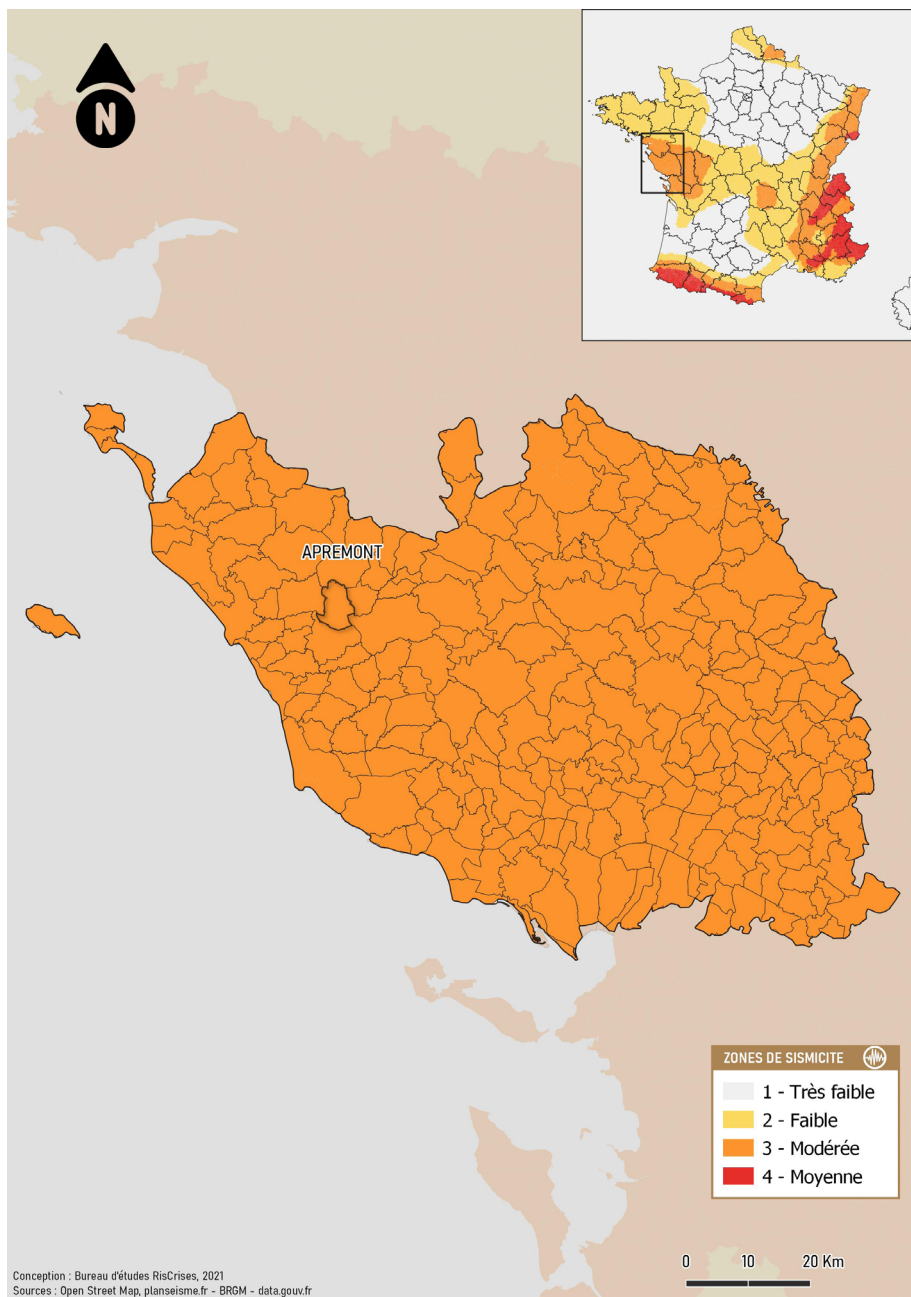 N
APREMONT
ZONES DE SISMICITE
1 - Très faible
2 - Faible
3 - Modérée
4 - Moyenne
0 10 20 Km
Conception : Bureau d'études RisCrises, 2021
Sources : Open Street Map, planseisme.fr - BRGM - data.gouv.fr